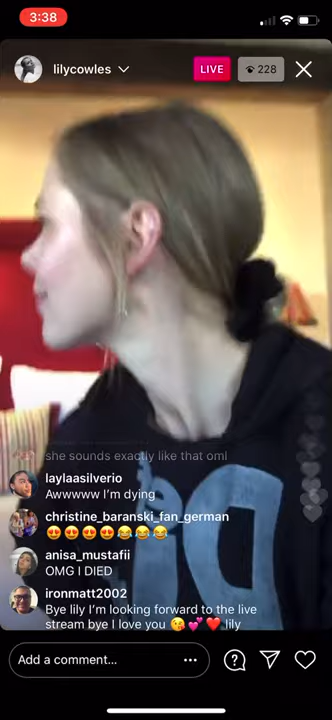 3:38
lilycowles
LIVE
228
she sounds exactly like that oml
laylaasilverio
Awwwww I'm dying
christine_baranski_fan_german
😍😍😍😍😂😂😂
anisa_mustafii
OMG I DIED
ironmatt2002
Bye lily I'm looking forward to the live
stream bye I love you 😘💕❤️ lily
Add a comment...